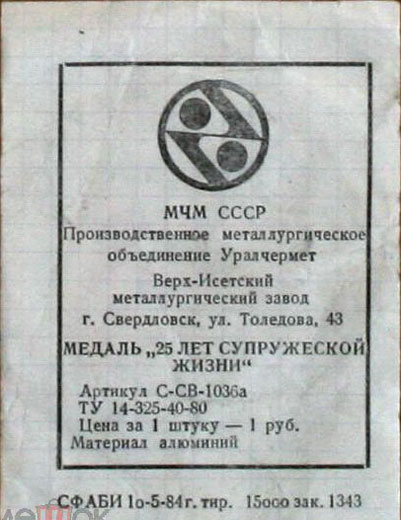 МЧМ СССР
Производственное металлургическое
объединение Уралчермет
Верх-Исетский
металлургический завод
г. Свердловск, ул. Толедова, 43
МЕДАЛЬ „25 ЛЕТ СУПРУЖЕСКОЙ
ЖИЗНИ“
Артикул С-СВ-1036а
ТУ 14-325-40-80
Цена за 1 штуку — 1 руб.
Материал алюминий
СФАБИ 1о-5-84г. тир. 15000 зак. 1343